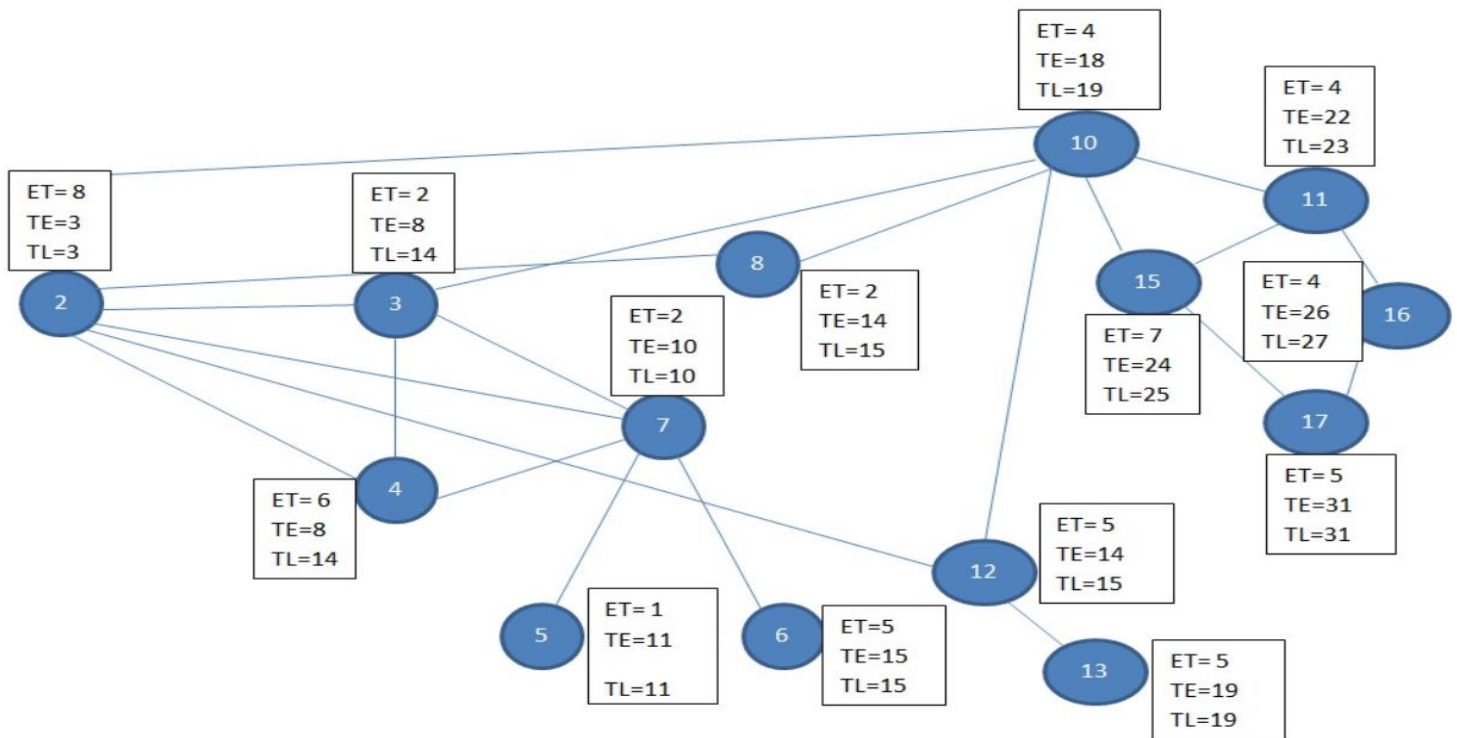 ET= 4
TE=18
TL=19
10
ET= 4
TE=22
TL=23
11
ET= 8
TE=3
TL=3
2
ET= 2
TE=8
TL=14
3
8
ET= 2
TE=14
TL=15
15
ET= 7
TE=24
TL=25
ET= 4
TE=26
TL=27
16
ET=2
TE=10
TL=10
7
17
ET= 5
TE=31
TL=31
4
ET= 6
TE=8
TL=14
12
ET= 5
TE=14
TL=15
5
ET= 1
TE=11
TL=11
6
ET=5
TE=15
TL=15
13
ET= 5
TE=19
TL=19